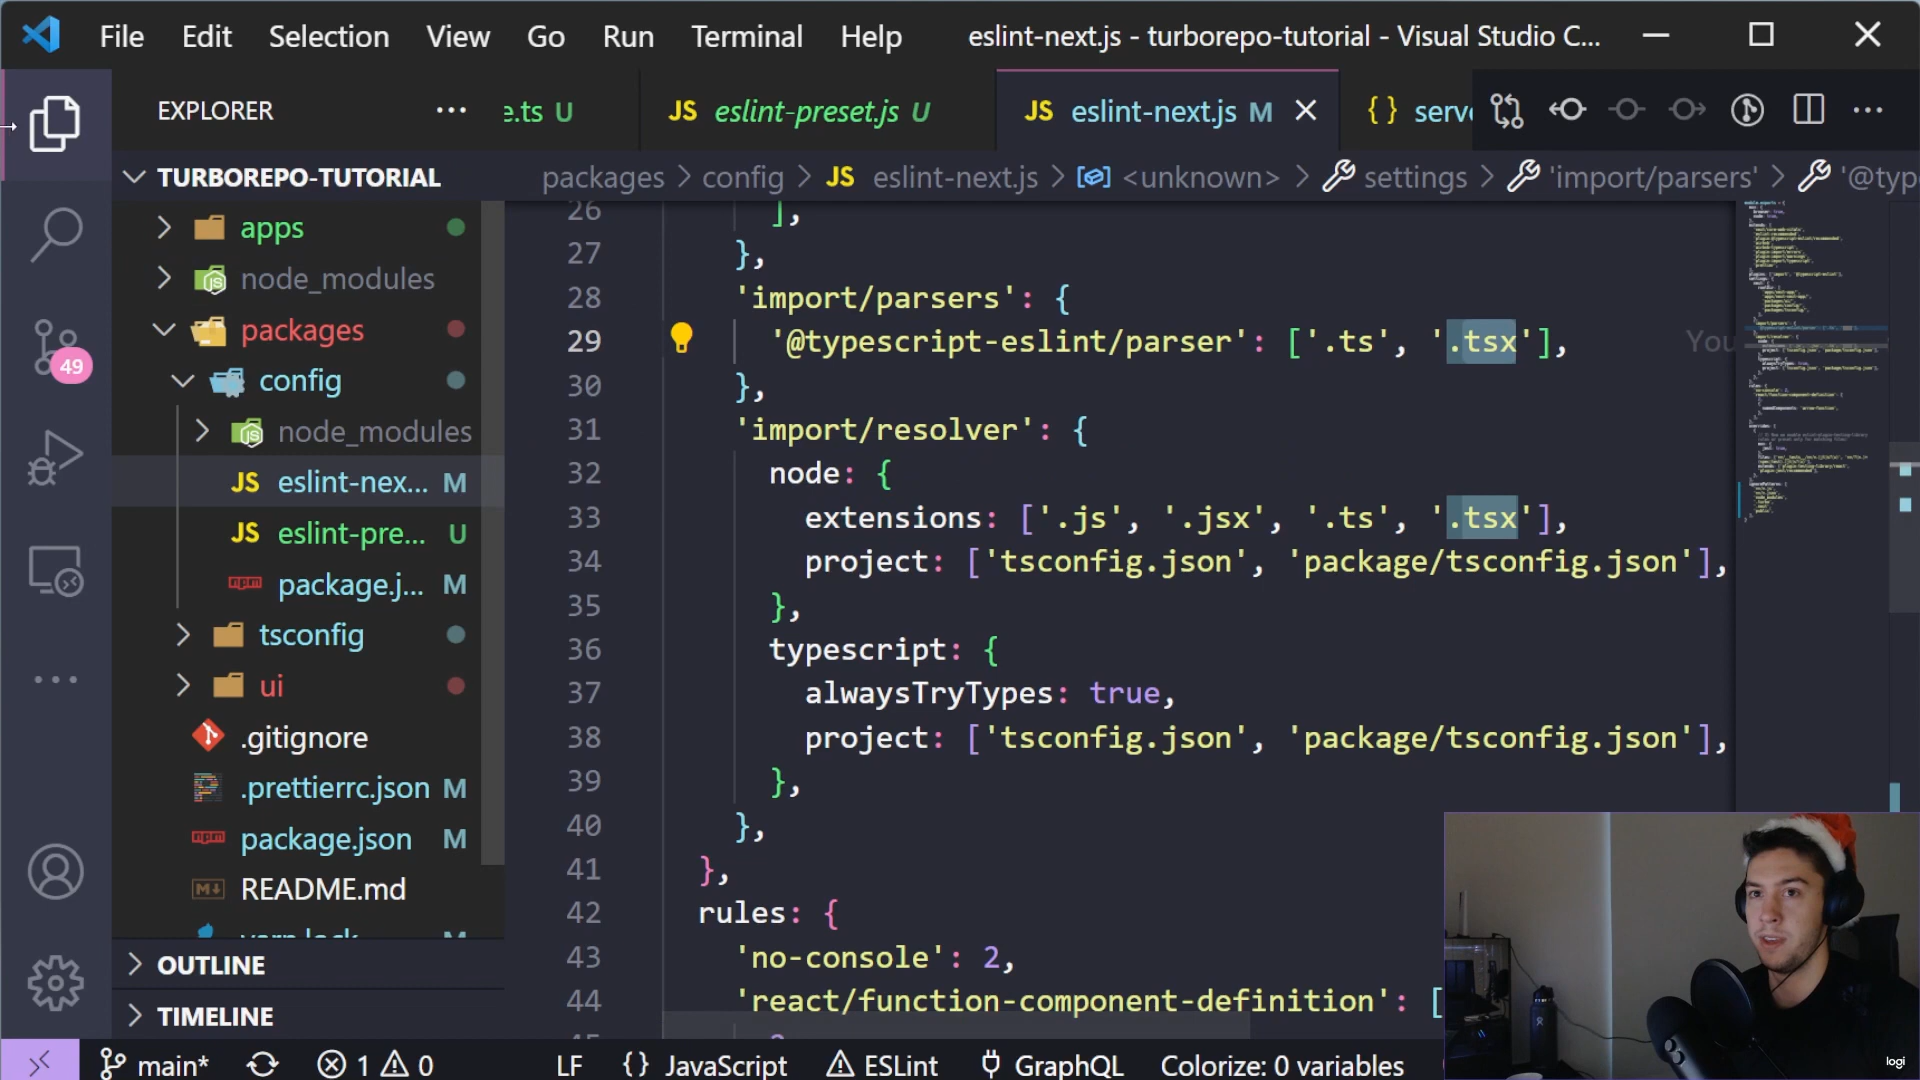 File Edit Selection View Go Run Terminal Help eslint-next.js - turborepo-tutorial - Visual Studio C...
EXPLORER ... e.ts U JS eslint-preset.js U JS eslint-next.js M {} serve
TURBOREPO-TUTORIAL packages > config > JS eslint-next.js > <unknown> > settings > 'import/parsers' > '@typ
apps
node_modules
packages
config
node_modules
JS eslint-nex... M
JS eslint-pre... U
package.j... M
tsconfig
ui
.gitignore
.prettierrc.json M
package.json M
README.md
yarn.lock M
OUTLINE
TIMELINE
49
26 ],
27 },
28 'import/parsers': {
29 '@typescript-eslint/parser': ['.ts', '.tsx'], You
30 },
31 'import/resolver': {
32 node: {
33 extensions: ['.js', '.jsx', '.ts', '.tsx'],
34 project: ['tsconfig.json', 'package/tsconfig.json'],
35 },
36 typescript: {
37 alwaysTryTypes: true,
38 project: ['tsconfig.json', 'package/tsconfig.json'],
39 },
40 },
41 },
42 rules: {
43 'no-console': 2,
44 'react/function-component-definition': [
main* 1 0 LF {} JavaScript ESLint GraphQL Colorize: 0 variables
logi